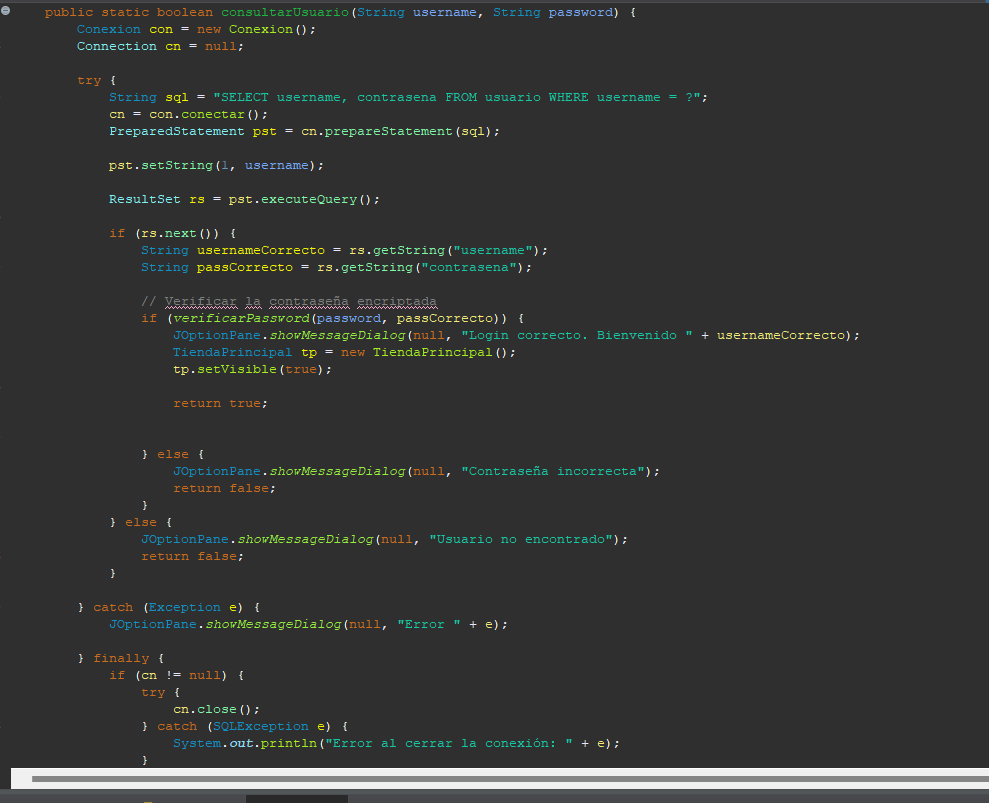 public static boolean consultarUsuario(String username, String password) {
Conexion con = new Conexion();
Connection cn = null;
try {
String sql = "SELECT username, contrasena FROM usuario WHERE username = ?";
cn = con.conectar();
PreparedStatement pst = cn.prepareStatement(sql);
pst.setString(1, username);
ResultSet rs = pst.executeQuery();
if (rs.next()) {
String usernameCorrecto = rs.getString("username");
String passCorrecto = rs.getString("contrasena");
// Verificar la contraseña encriptada
if (verificarPassword(password, passCorrecto)) {
JOptionPane.showMessageDialog(null, "Login correcto. Bienvenido " + usernameCorrecto);
TiendaPrincipal tp = new TiendaPrincipal();
tp.setVisible(true);
return true;
} else {
JOptionPane.showMessageDialog(null, "Contraseña incorrecta");
return false;
}
} else {
JOptionPane.showMessageDialog(null, "Usuario no encontrado");
return false;
}
} catch (Exception e) {
JOptionPane.showMessageDialog(null, "Error " + e);
} finally {
if (cn != null) {
try {
cn.close();
} catch (SQLException e) {
System.out.println("Error al cerrar la conexión: " + e);
}